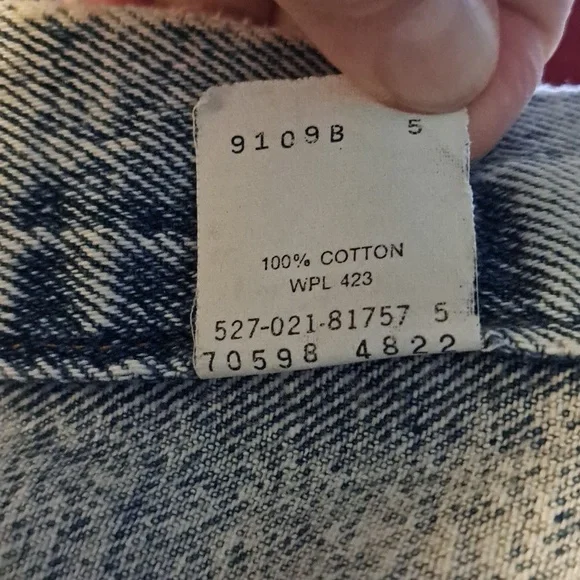 9109B 5
100% COTTON
WPL 423
527-021-81757 5
70598 4822